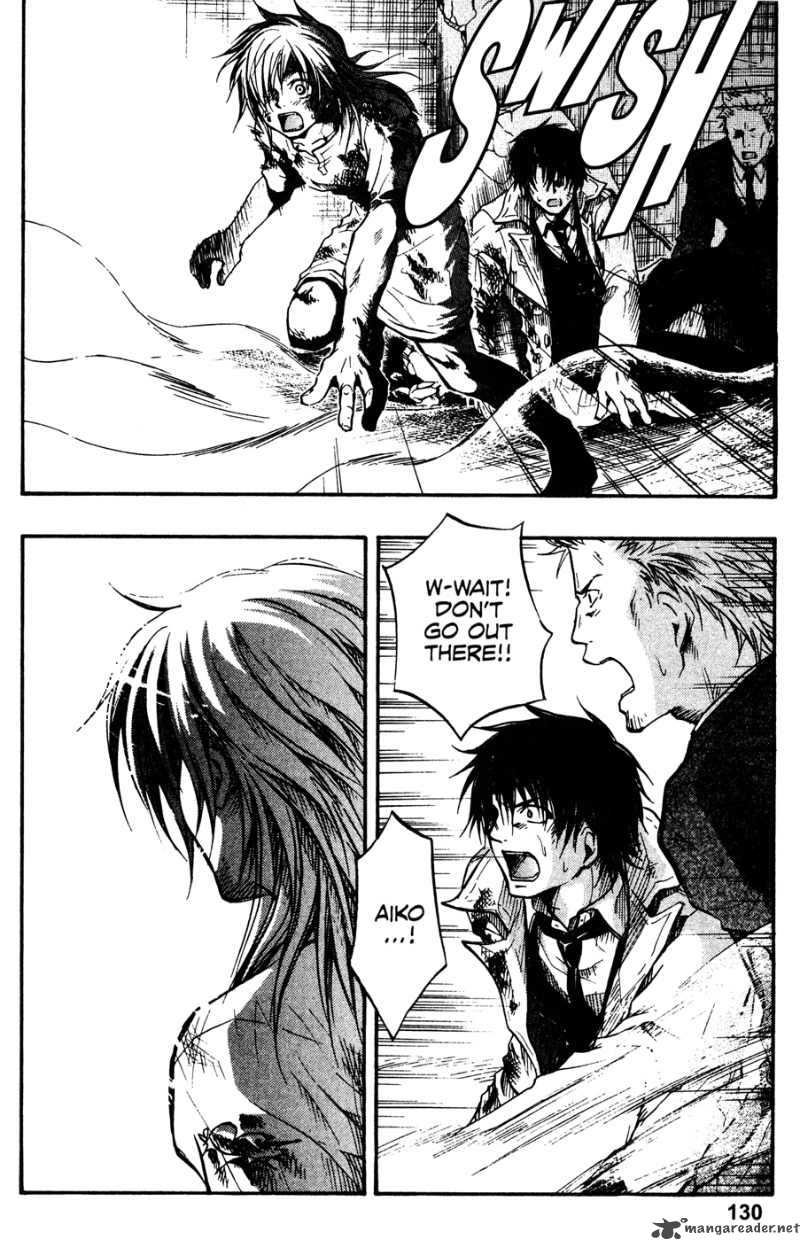 SWISH
W-WAIT!
DON'T
GO OUT
THERE!!
AIKO
...!
130
mangareader.net